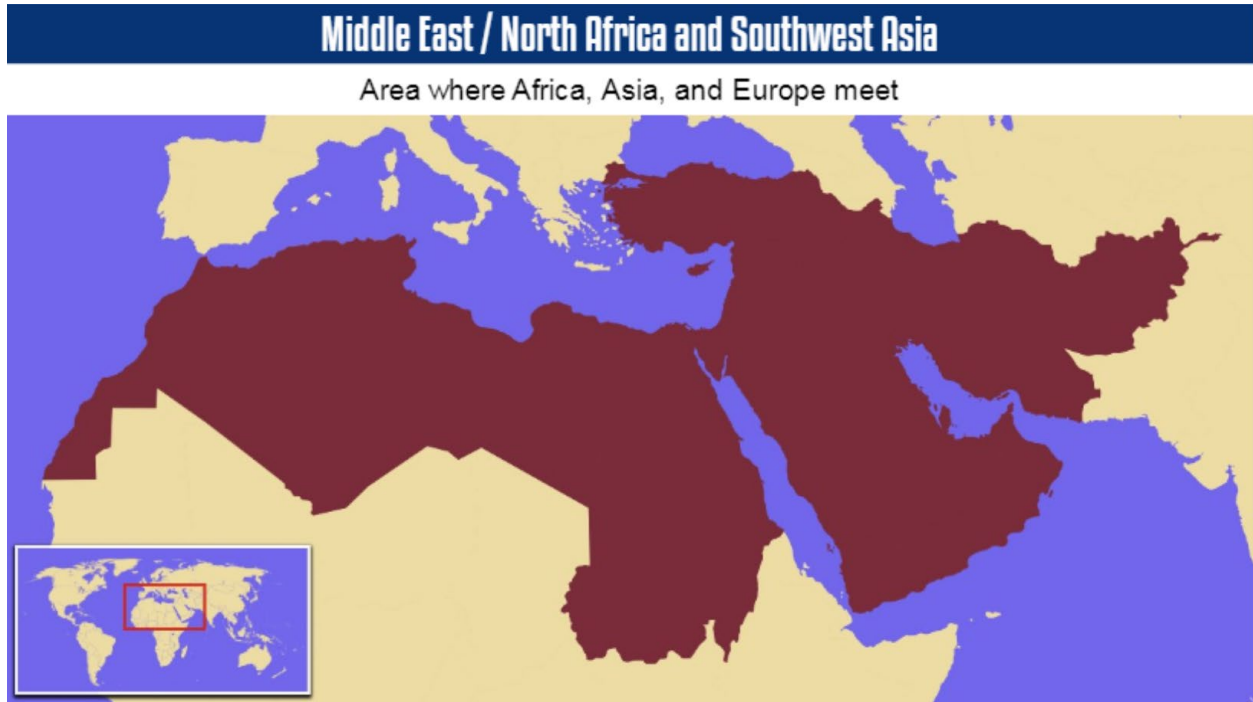 Middle East / North Africa and Southwest Asia
Area where Africa, Asia, and Europe meet